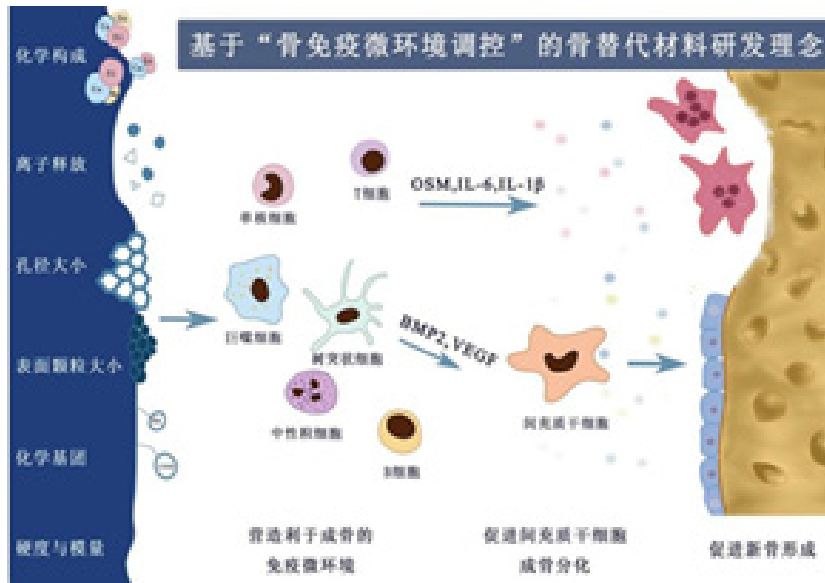 基于“骨免疫微环境调控”的骨替代材料研发理念
化学构成
离子释放
孔径大小
表面颗粒大小
化学基团
硬度与模量
单核细胞
T细胞
OSM,IL-6,IL-1β
巨噬细胞
树突状细胞
BMP2,VEGF
中性粒细胞
B细胞
间充质干细胞
营造利于成骨的
免疫微环境
促进间充质干细胞
成骨分化
促进新骨形成